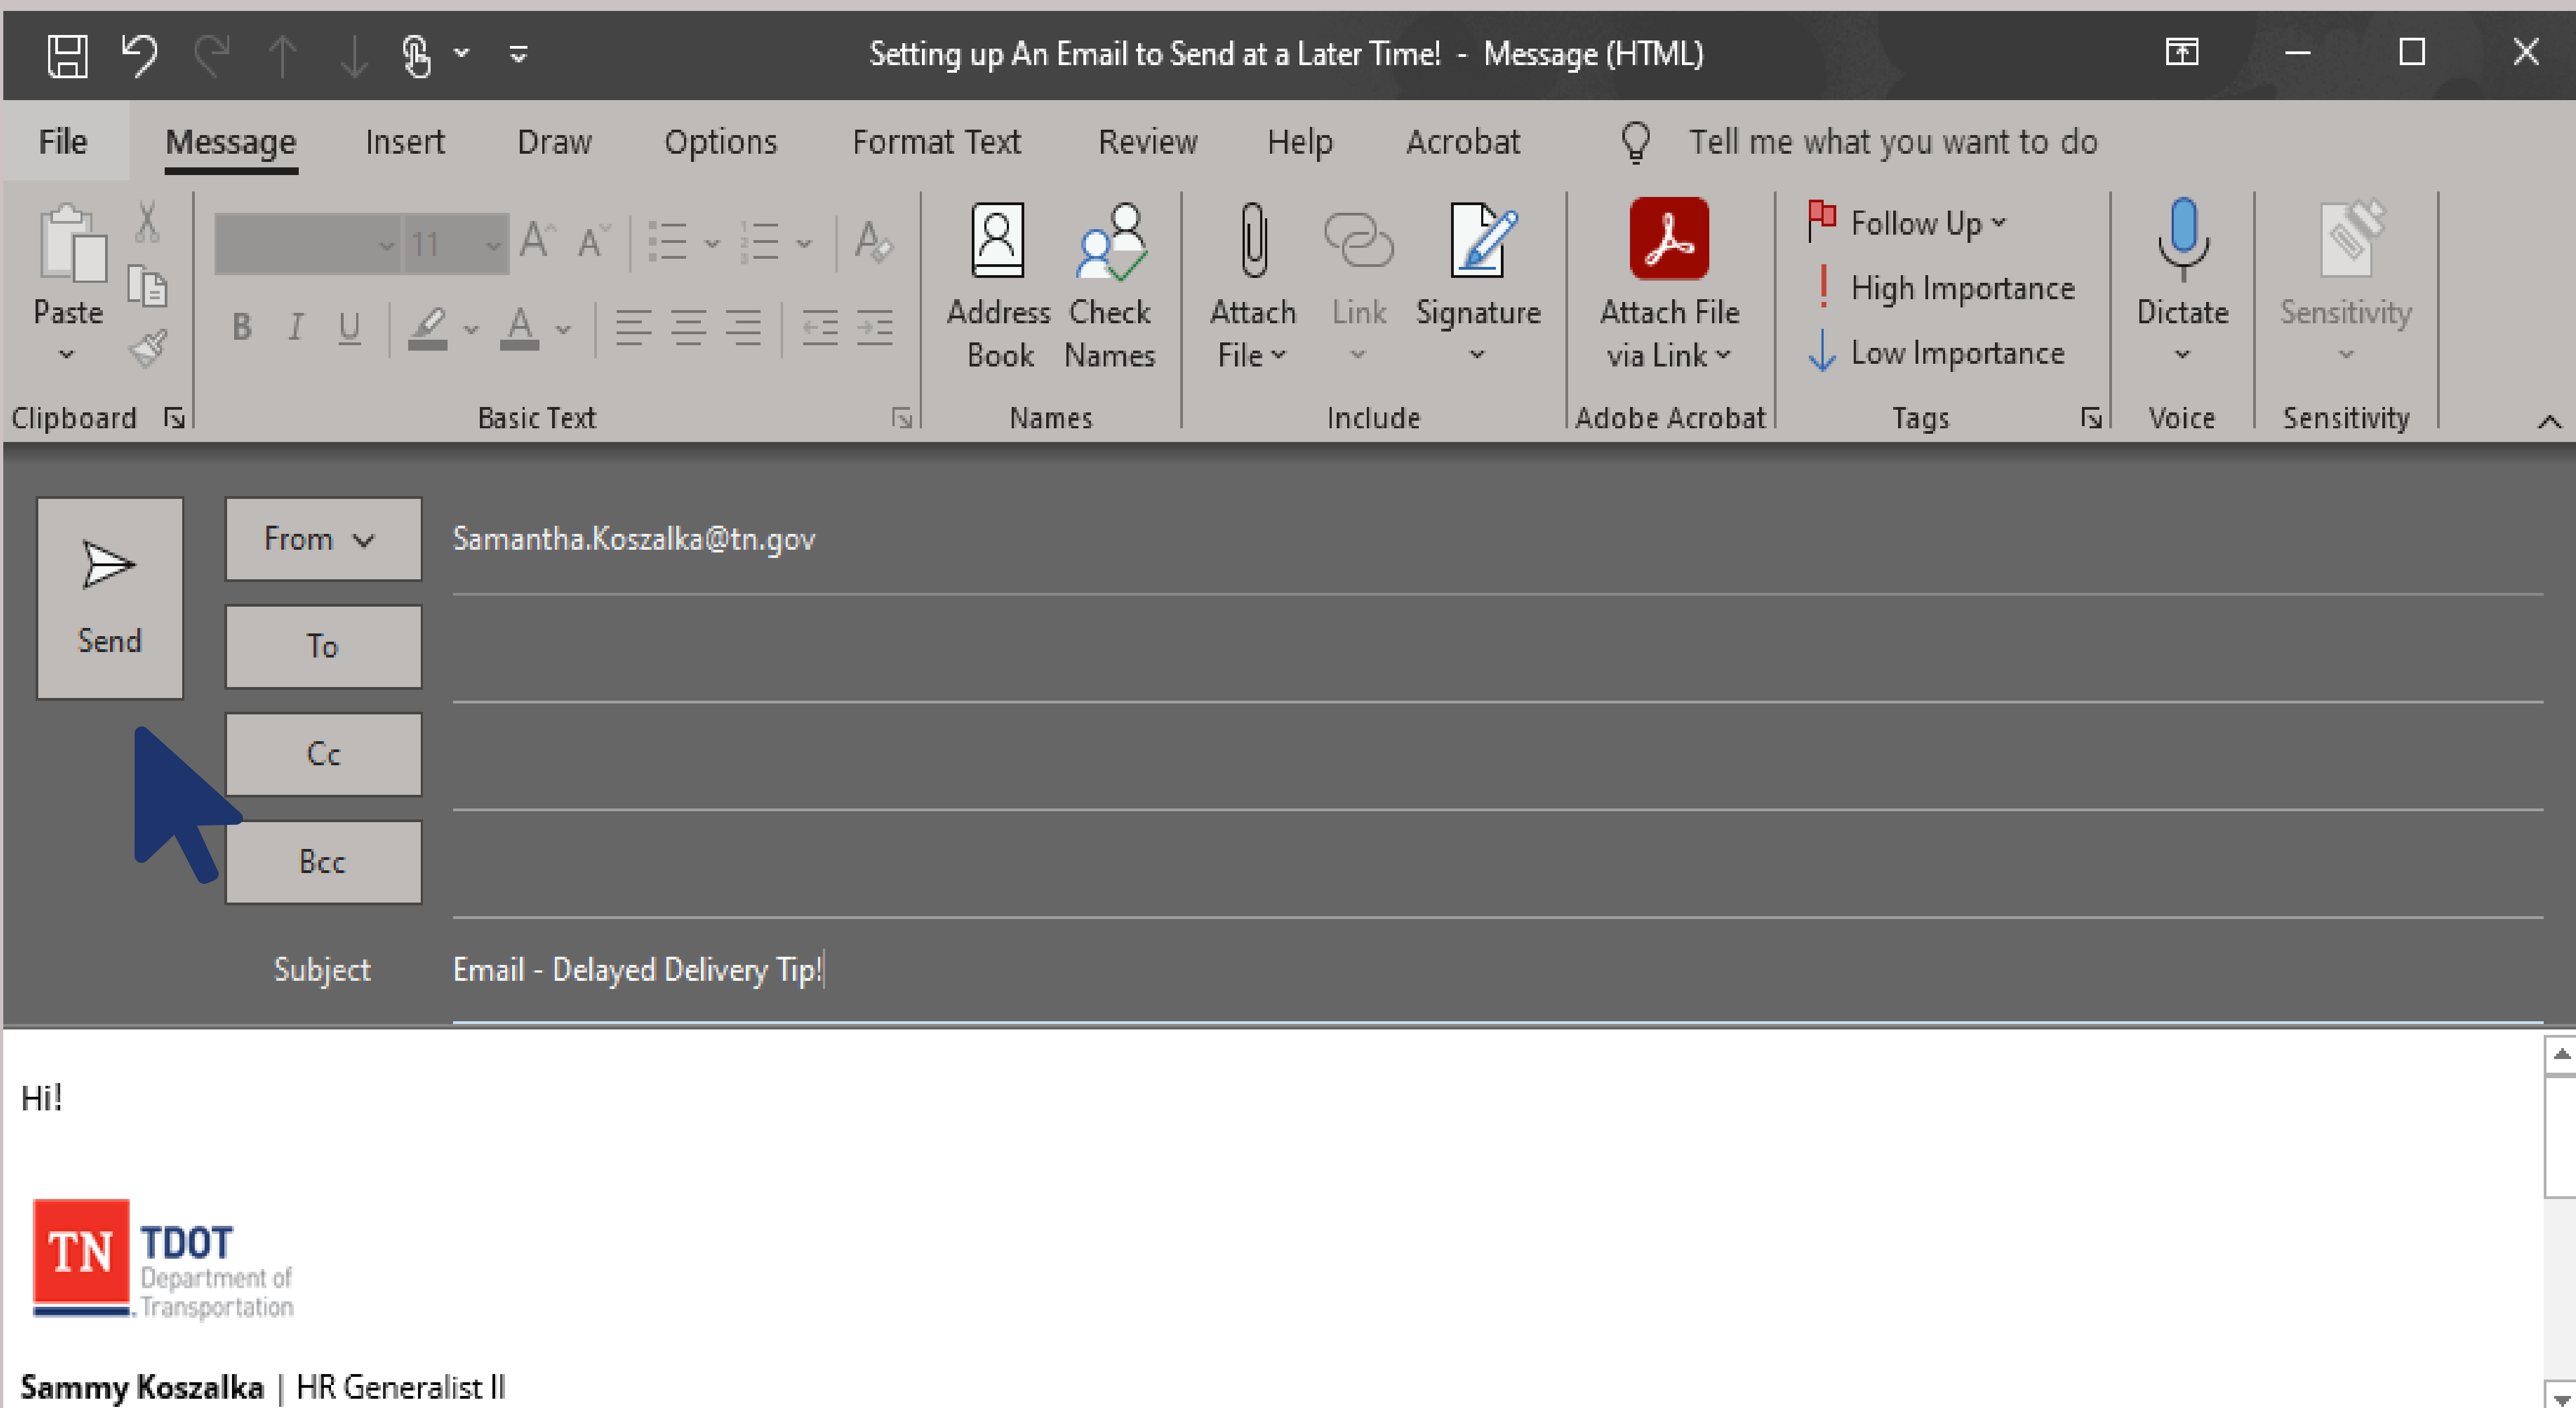 Setting up An Email to Send at a Later Time! - Message (HTML)
File Message Insert Draw Options Format Text Review Help Acrobat Tell me what you want to do
Paste
Clipboard
11
B I U
Basic Text
Address Book
Check Names
Names
Attach File
Link
Signature
Include
Attach File via Link
Adobe Acrobat
Follow Up
High Importance
Low Importance
Tags
Dictate
Voice
Sensitivity
Sensitivity
Send
From Samantha.Koszalka@tn.gov
To
Cc
Bcc
Subject Email - Delayed Delivery Tip!
Hi!
TN TDOT
Department of
Transportation
Sammy Koszalka | HR Generalist II